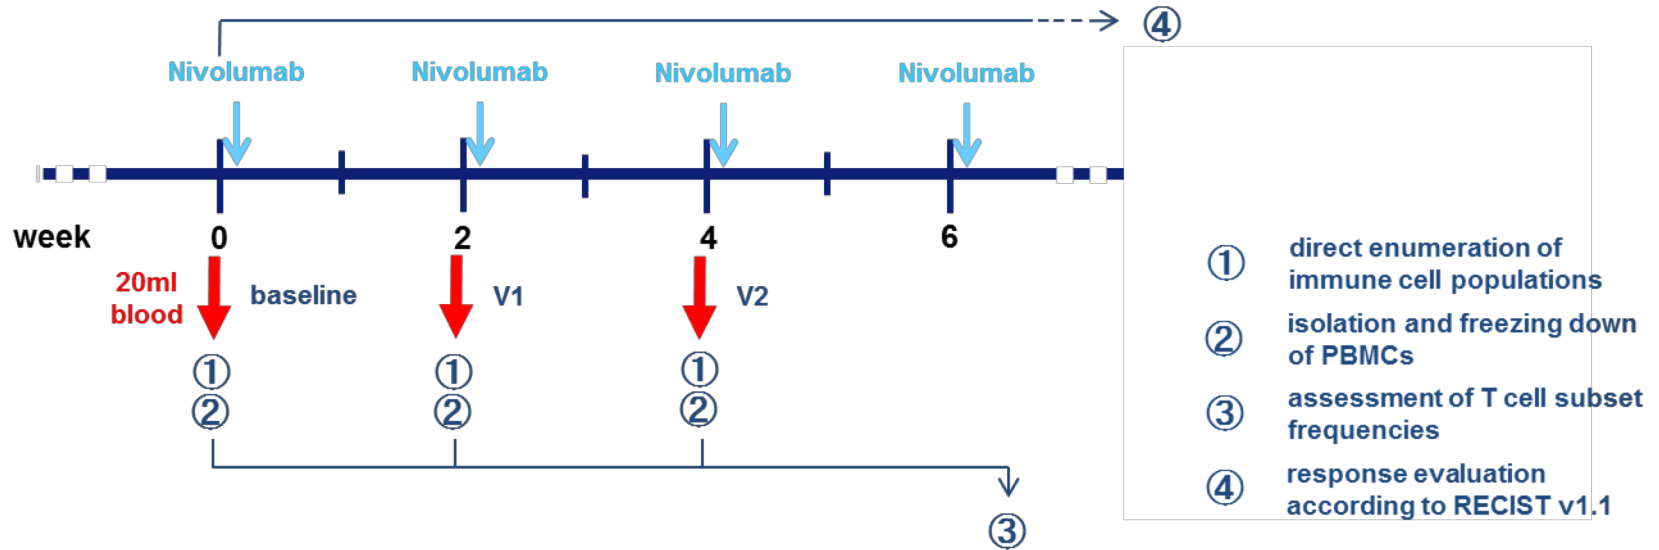 ④
Nivolumab Nivolumab Nivolumab Nivolumab
week 0 2 4 6
20ml
blood
baseline V1 V2
① ① ①
② ② ②
③
① direct enumeration of
immune cell populations
② isolation and freezing down
of PBMCs
③ assessment of T cell subset
frequencies
④ response evaluation
according to RECIST v1.1